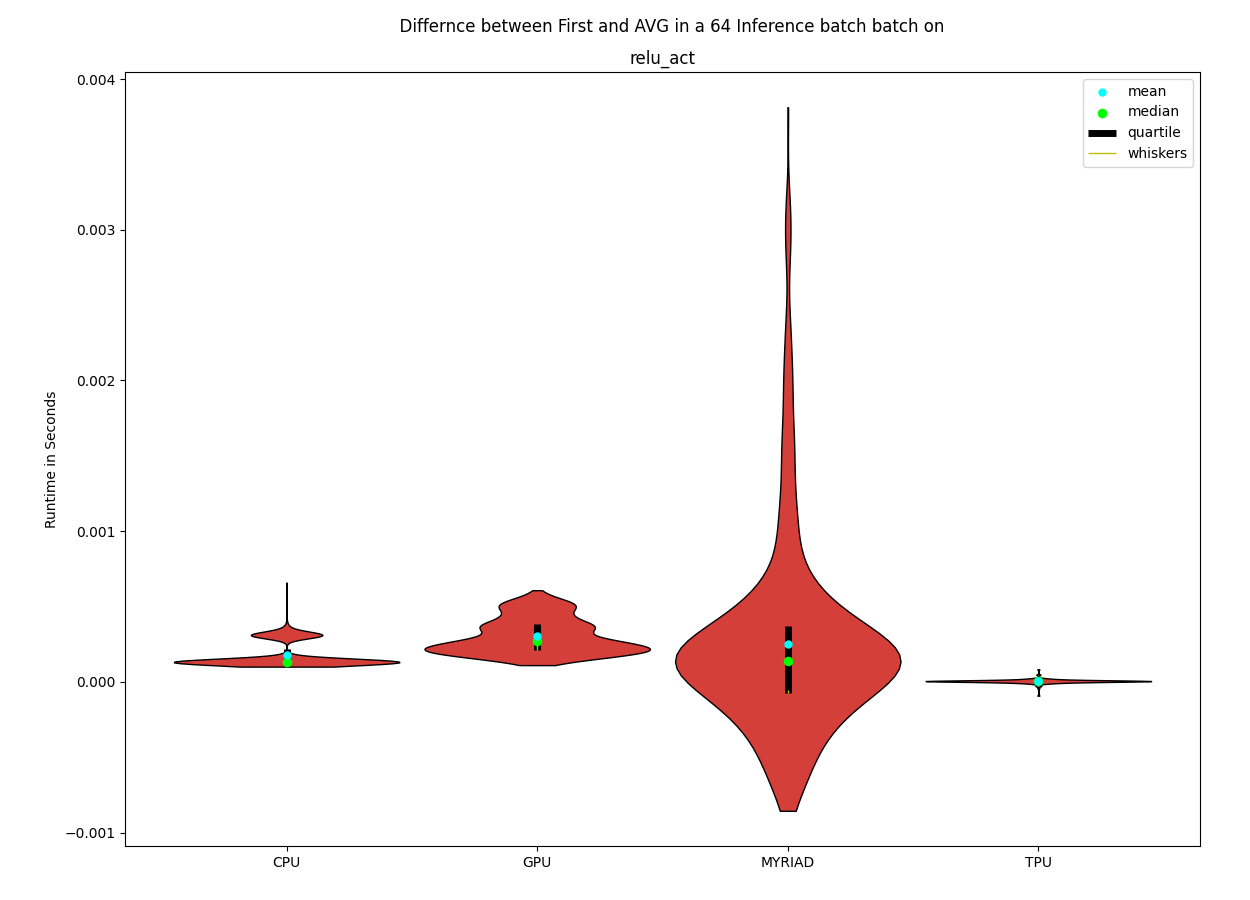 Differnce between First and AVG in a 64 Inference batch batch on
relu_act
0.004
0.003
0.002
0.001
0.000
−0.001
Runtime in Seconds
mean
median
quartile
whiskers
CPU GPU MYRIAD TPU